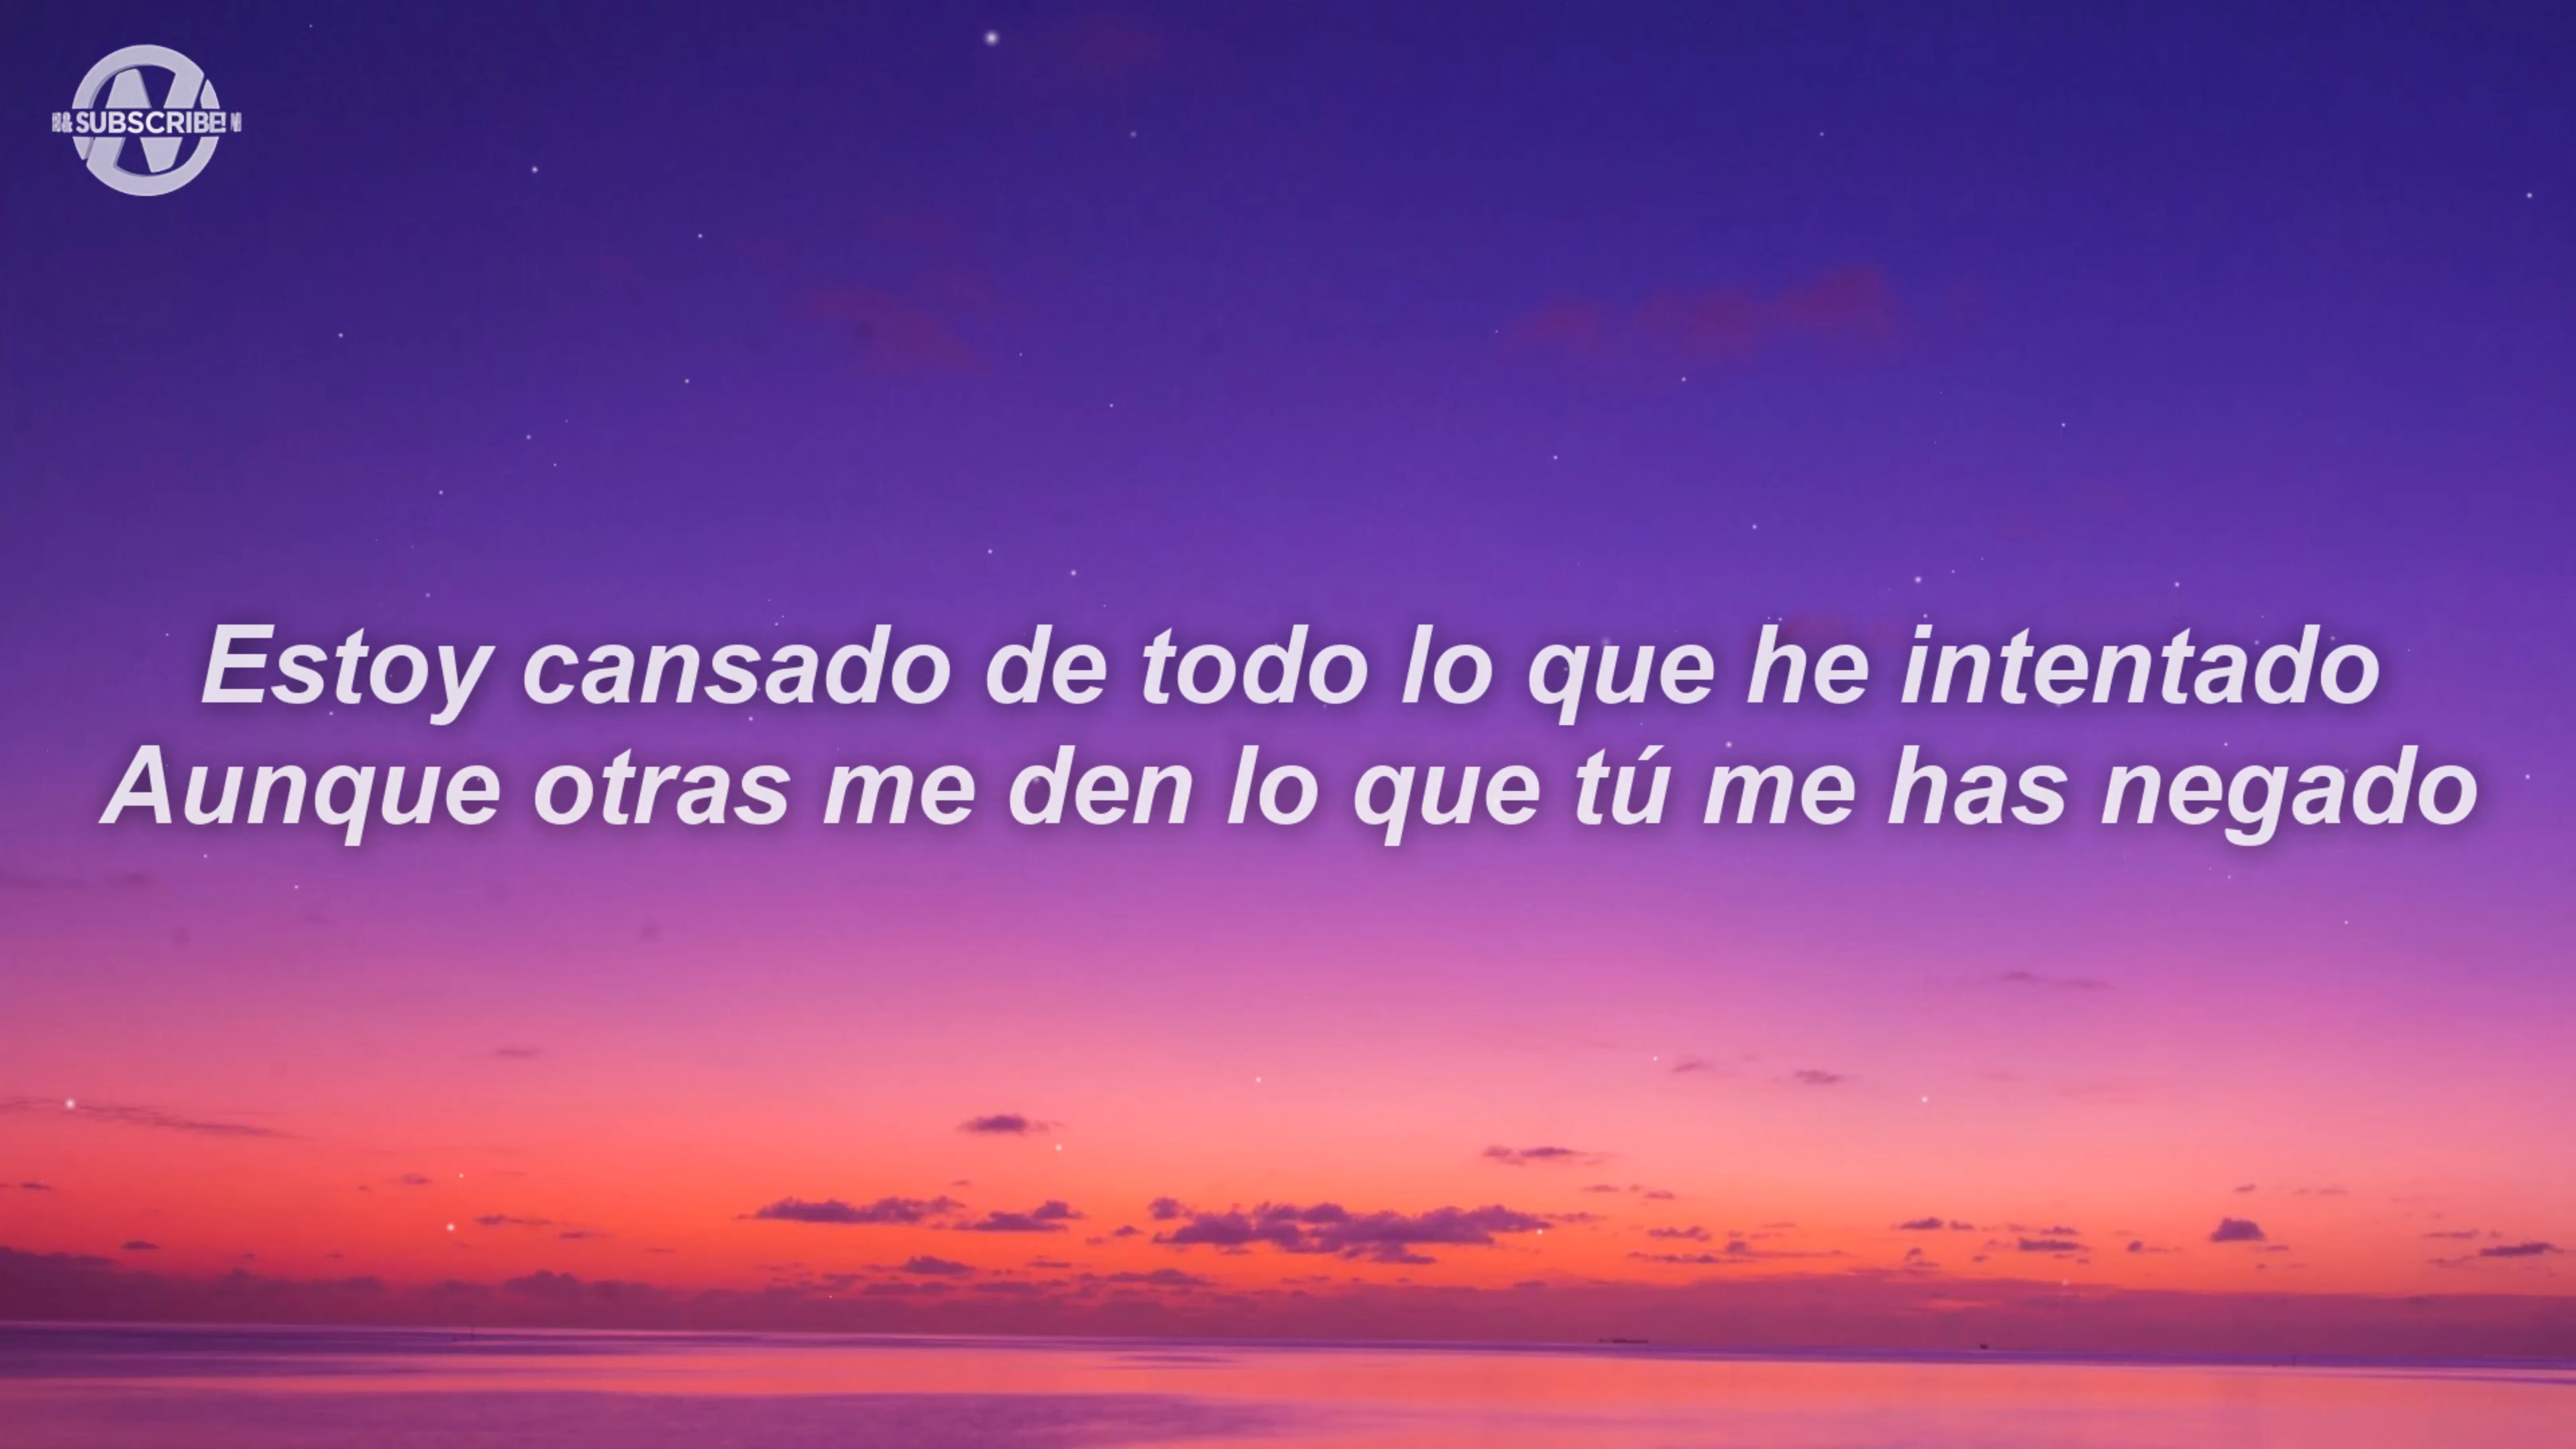 & SUBSCRIBE!
Estoy cansado de todo lo que he intentado
Aunque otras me den lo que tú me has negado